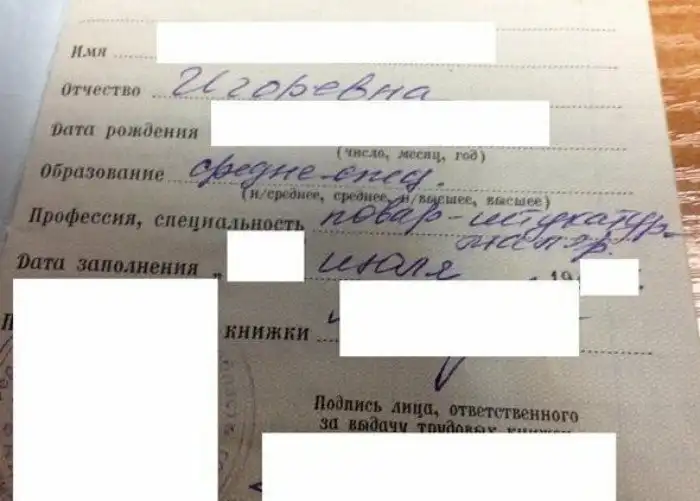 Имя
Отчество Игоревна
Дата рождения
(число, месяц, год)
Образование средне-спец.
(н/среднее, среднее, н/высшее, высшее)
Профессия, специальность повар-штукатур-
маляр.
Дата заполнения „ июля 19
книжки
Подпись лица, ответственного
за выдачу трудовых книжек